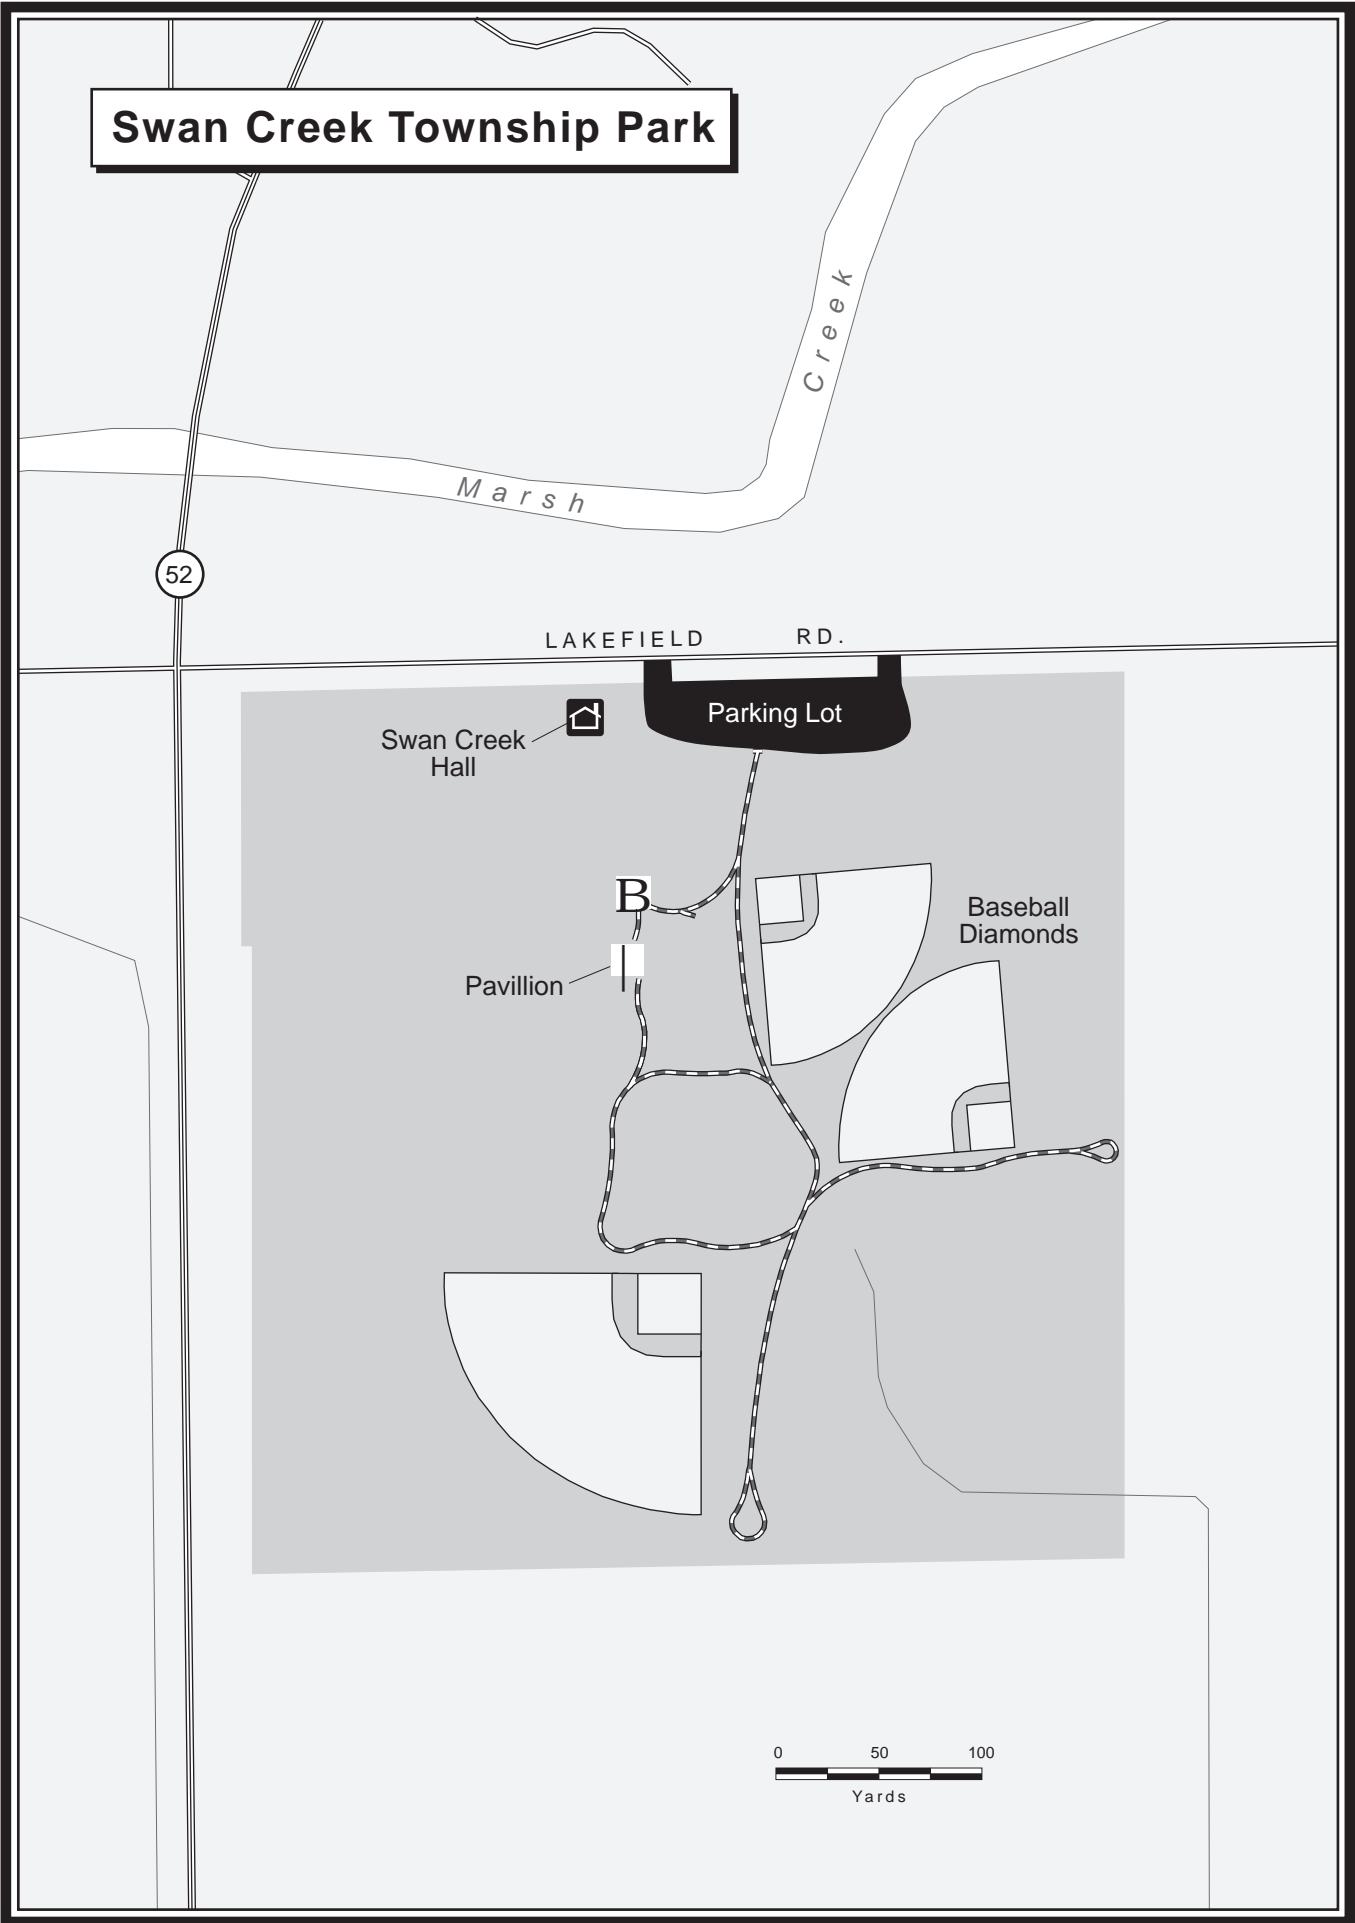 Swan Creek Township Park
Creek
Marsh
52
LAKEFIELD RD.
Parking Lot
Swan Creek
Hall
B
Baseball
Diamonds
Pavillion
0 50 100
Yards